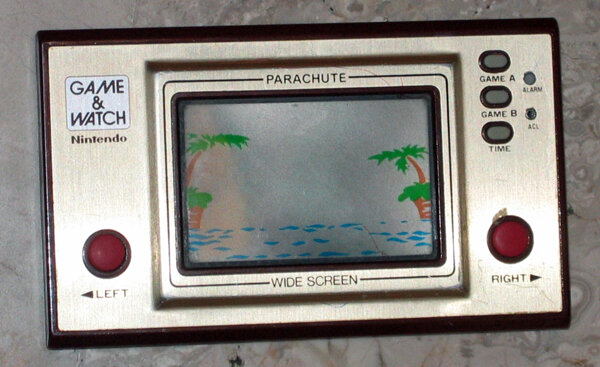 GAME
&
WATCH
Nintendo
PARACHUTE
GAME A
ALARM
GAME B
ACL
TIME
◄LEFT
WIDE SCREEN
RIGHT►